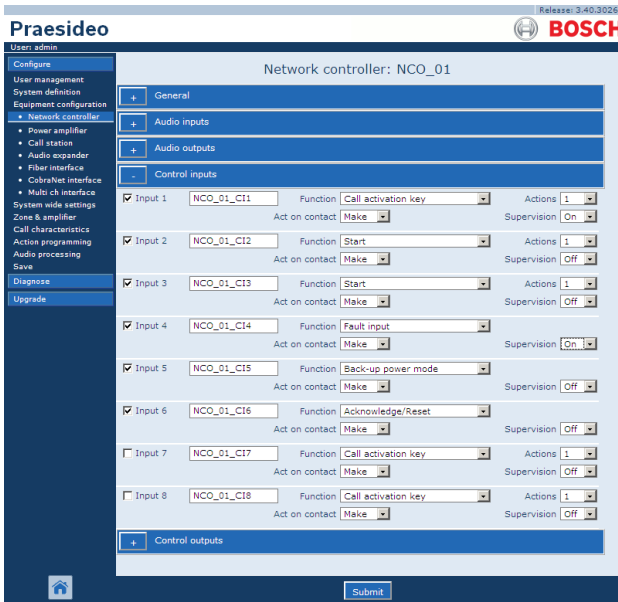 Release: 3.40.3026
Praesideo
BOSCH
User: admin
Configure
User management
System definition
Equipment configuration
• Network controller
• Power amplifier
• Call station
• Audio expander
• Fiber interface
• CobraNet interface
• Multi ch interface
System wide settings
Zone & amplifier
Call characteristics
Action programming
Audio processing
Save
Diagnose
Upgrade
Network controller: NCO_01
+ General
+ Audio inputs
+ Audio outputs
- Control inputs
Input 1 NCO_01_CI1 Function Call activation key Actions 1
Act on contact Make Supervision On
Input 2 NCO_01_CI2 Function Start Actions 1
Act on contact Make Supervision Off
Input 3 NCO_01_CI3 Function Start Actions 1
Act on contact Make Supervision Off
Input 4 NCO_01_CI4 Function Fault input
Act on contact Make Supervision On
Input 5 NCO_01_CI5 Function Back-up power mode
Act on contact Make Supervision Off
Input 6 NCO_01_CI6 Function Acknowledge/Reset
Act on contact Make Supervision Off
Input 7 NCO_01_CI7 Function Call activation key Actions 1
Act on contact Make Supervision Off
Input 8 NCO_01_CI8 Function Call activation key Actions 1
Act on contact Make Supervision Off
+ Control outputs
Submit